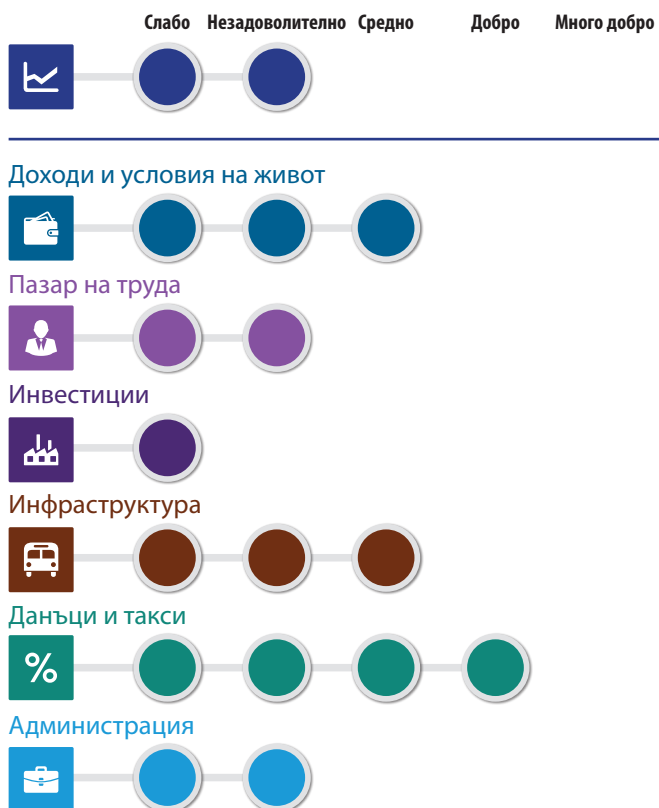 Слабо Незадоволително Средно Добро Много добро
Доходи и условия на живот
Пазар на труда
Инвестиции
Инфраструктура
Данъци и такси
%
Администрация